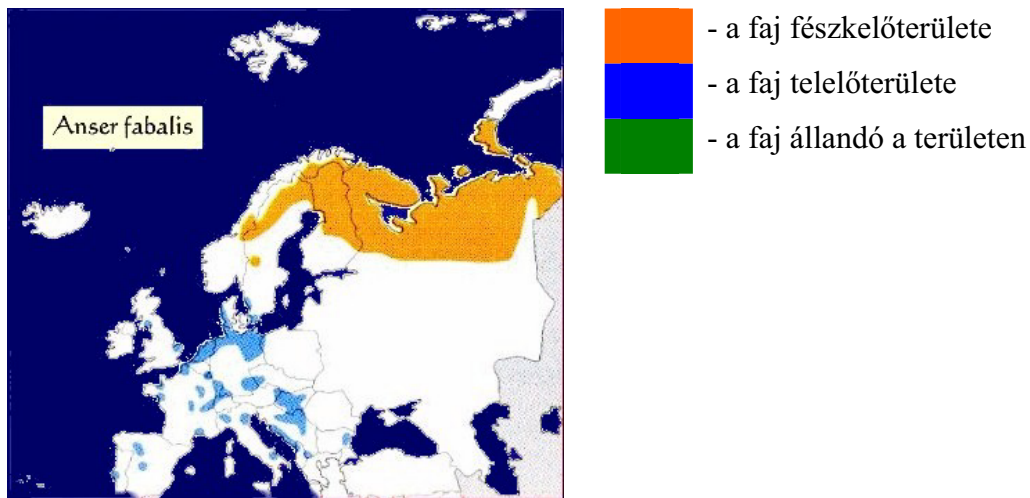 Anser fabalis
- a faj fészkelőterülete
- a faj telelőterülete
- a faj állandó a területen